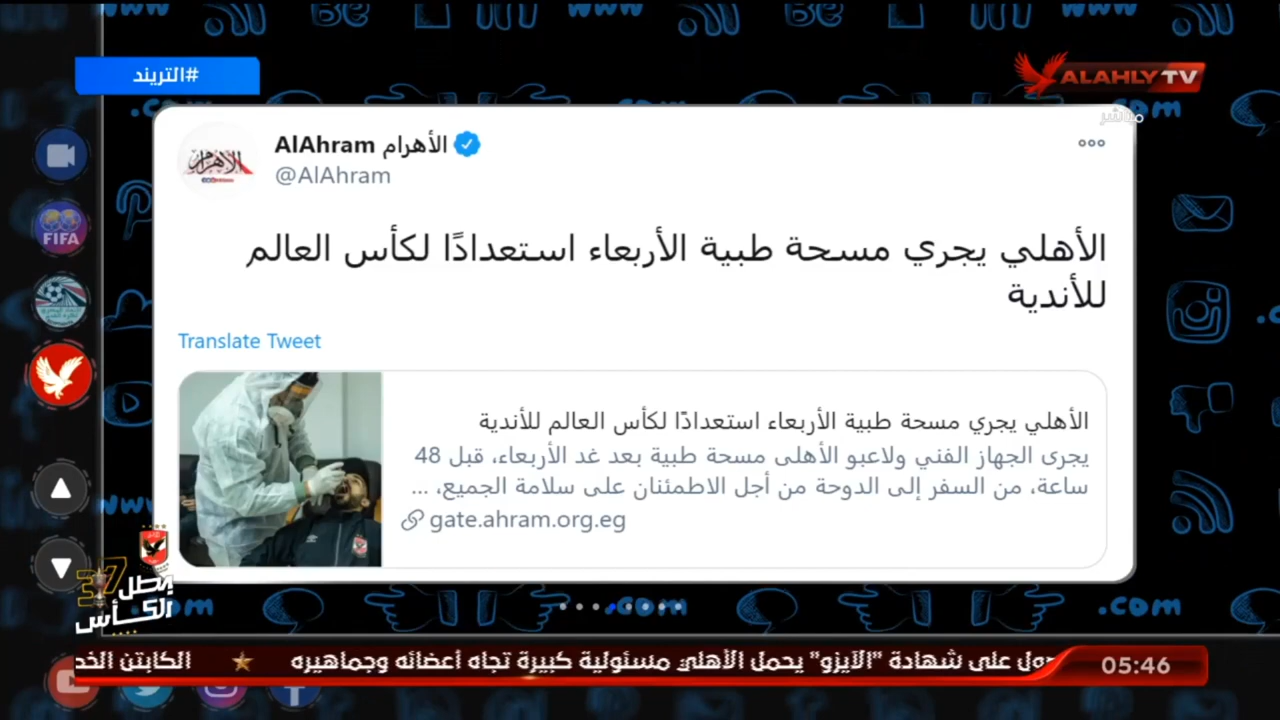 #التريند
ALAHLY TV
مباشر
AlAhram الأهرام
@AlAhram
الأهلي يجري مسحة طبية الأربعاء استعدادًا لكأس العالم
للأندية
Translate Tweet
الأهلي يجري مسحة طبية الأربعاء استعدادًا لكأس العالم للأندية
يجرى الجهاز الفني ولاعبو الأهلى مسحة طبية بعد غد الأربعاء، قبل 48
ساعة، من السفر إلى الدوحة من أجل الاطمئنان على سلامة الجميع، ...
gate.ahram.org.eg
FIFA
بطل
الكأس
37
على شهادة "الآيزو" يحمل الأهلي مسئولية كبيرة تجاه أعضائه وجماهيره
الكابتن
05:46